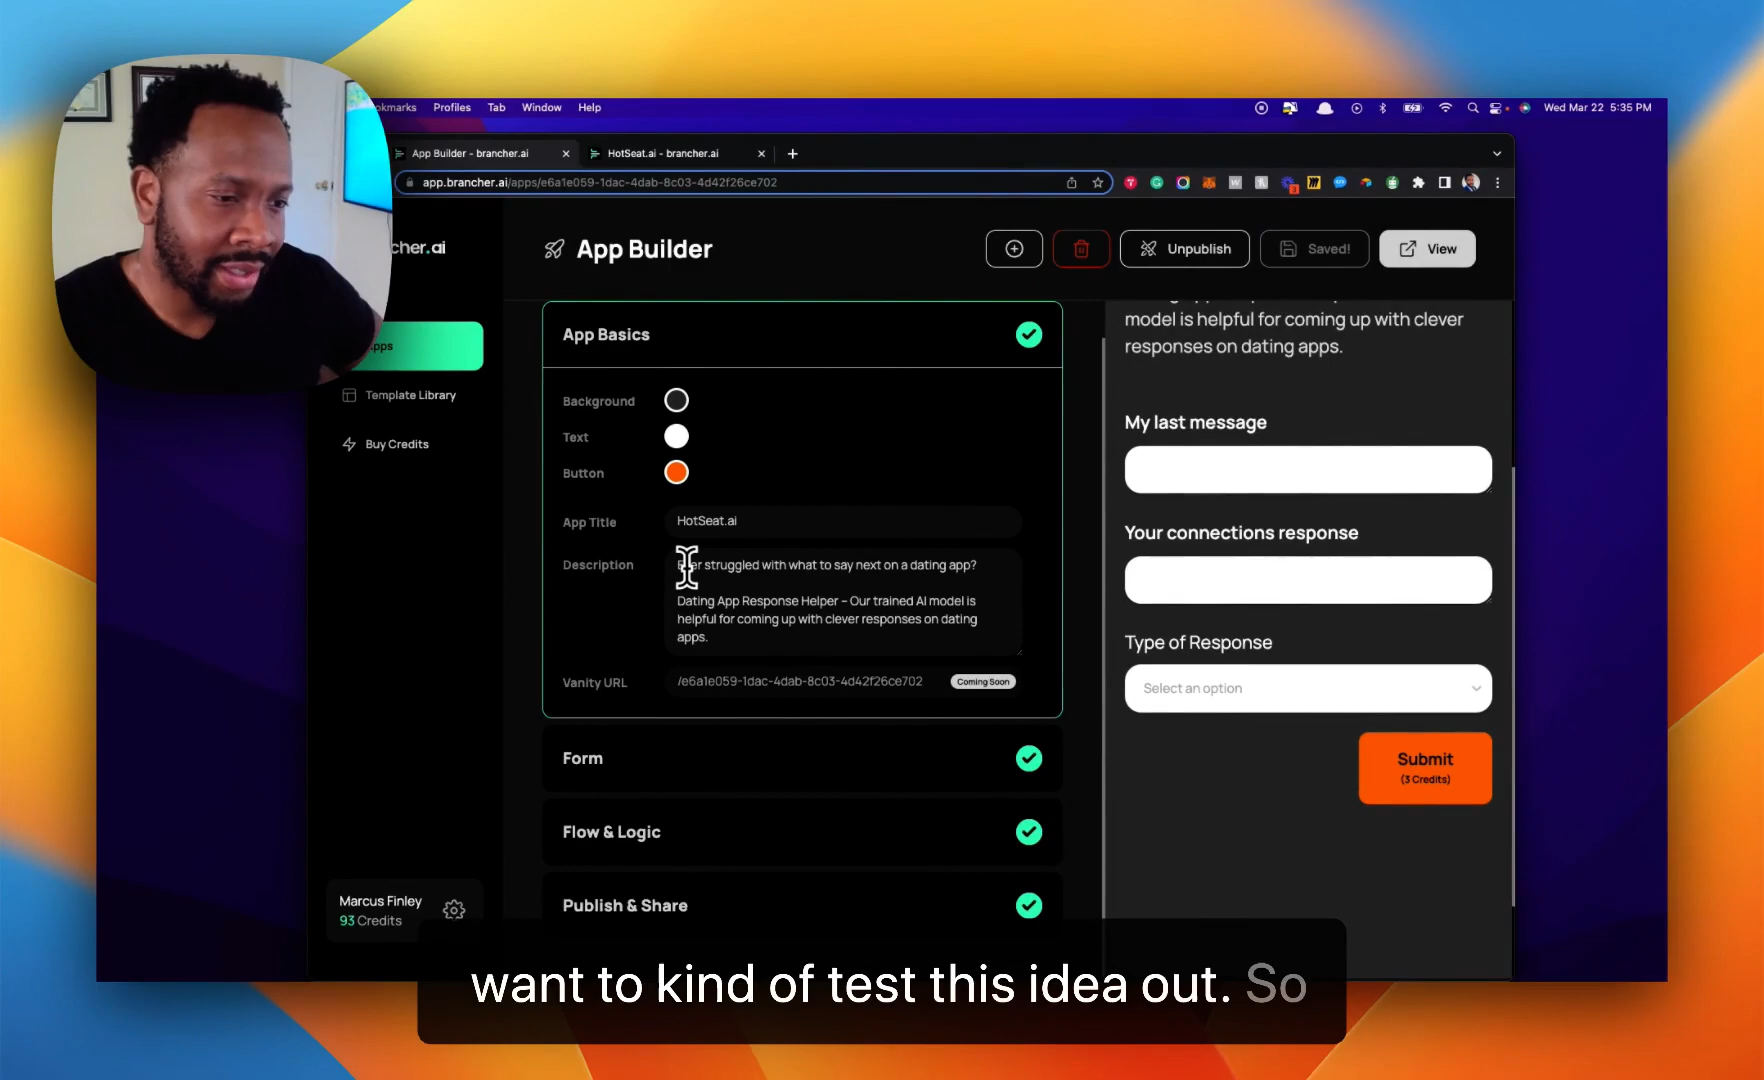 okmarks Profiles Tab Window Help
Wed Mar 22 5:35 PM
App Builder - brancher.ai
HotSeat.ai - brancher.ai
app.brancher.ai/apps/e6a1e059-1dac-4dab-8c03-4d42f26ce702
cher.ai
App Builder
Unpublish
Saved!
View
pps
Template Library
Buy Credits
App Basics
Background
Text
Button
App Title
HotSeat.ai
Description
Ever struggled with what to say next on a dating app?
Dating App Response Helper – Our trained AI model is
helpful for coming up with clever responses on dating
apps.
Vanity URL
/e6a1e059-1dac-4dab-8c03-4d42f26ce702
Coming Soon
Form
Flow & Logic
Publish & Share
model is helpful for coming up with clever
responses on dating apps.
My last message
Your connections response
Type of Response
Select an option
Submit
(3 Credits)
Marcus Finley
93 Credits
want to kind of test this idea out. So